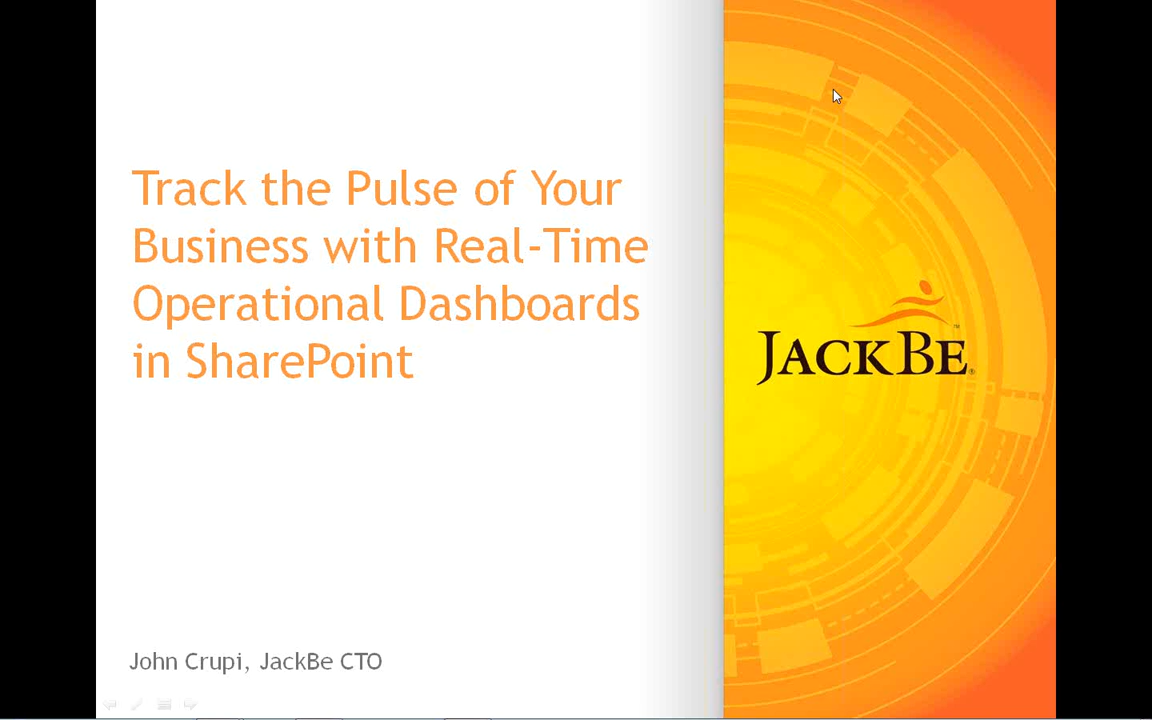 Track the Pulse of Your
Business with Real-Time
Operational Dashboards
in SharePoint
JACKBE
John Crupi, JackBe CTO